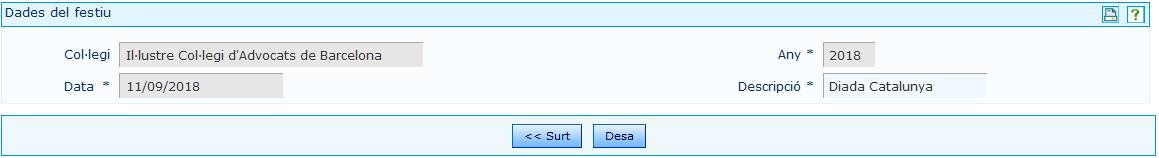 Dades del festiu
?
Col·legi Il·lustre Col·legi d'Advocats de Barcelona Any * 2018
Data * 11/09/2018 Descripció * Diada Catalunya
<< Surt Desa